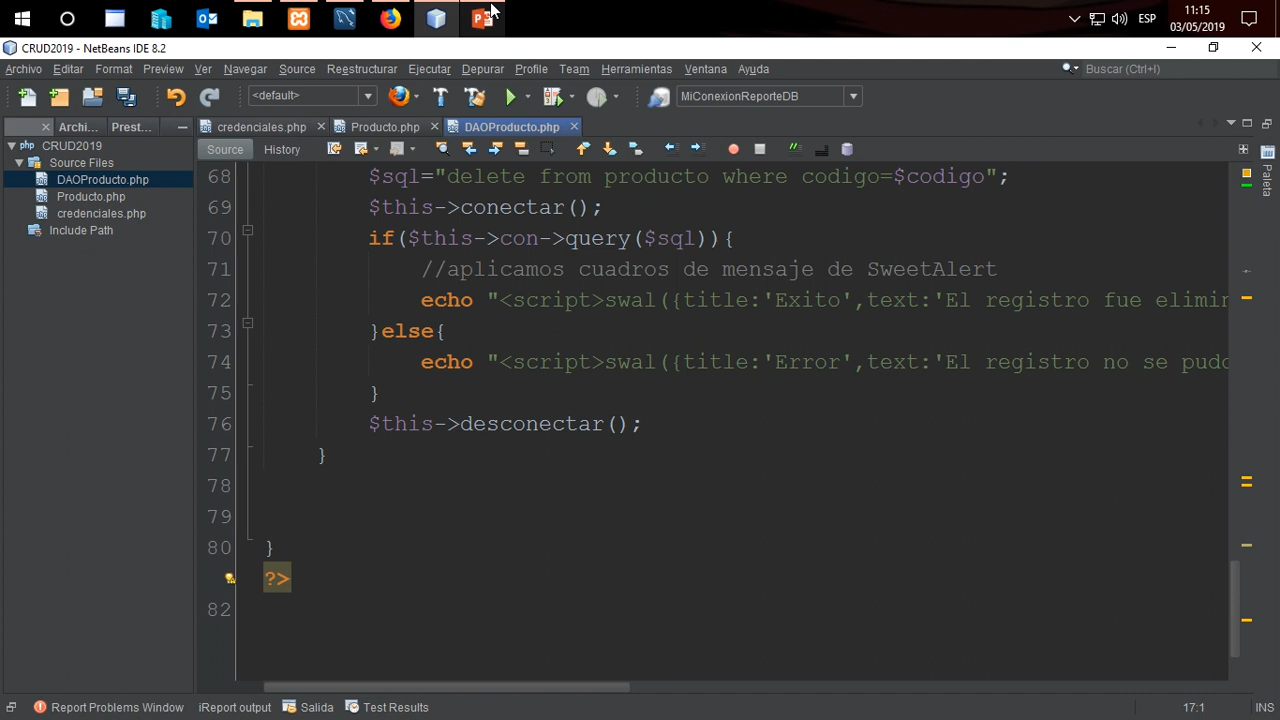 ESP
11:15
03/05/2019
CRUD2019 - NetBeans IDE 8.2
Archivo Editar Format Preview Ver Navegar Source Reestructurar Ejecutar Depurar Profile Team Herramientas Ventana Ayuda
Buscar (Ctrl+I)
<default>
MiConexionReporteDB
Archi...
Prest...
credenciales.php
Producto.php
DAOProducto.php
Source
History
CRUD2019
Source Files
DAOProducto.php
Producto.php
credenciales.php
Include Path
68 $sql="delete from producto where codigo=$codigo";
69 $this->conectar();
70 if($this->con->query($sql)){
71 //aplicamos cuadros de mensaje de SweetAlert
72 echo "<script>swal({title:'Exito',text:'El registro fue elimin
73 }else{
74 echo "<script>swal({title:'Error',text:'El registro no se pudo
75 }
76 $this->desconectar();
77 }
78
79
80 }
?>
82
Paleta
Report Problems Window
iReport output
Salida
Test Results
17:1
INS